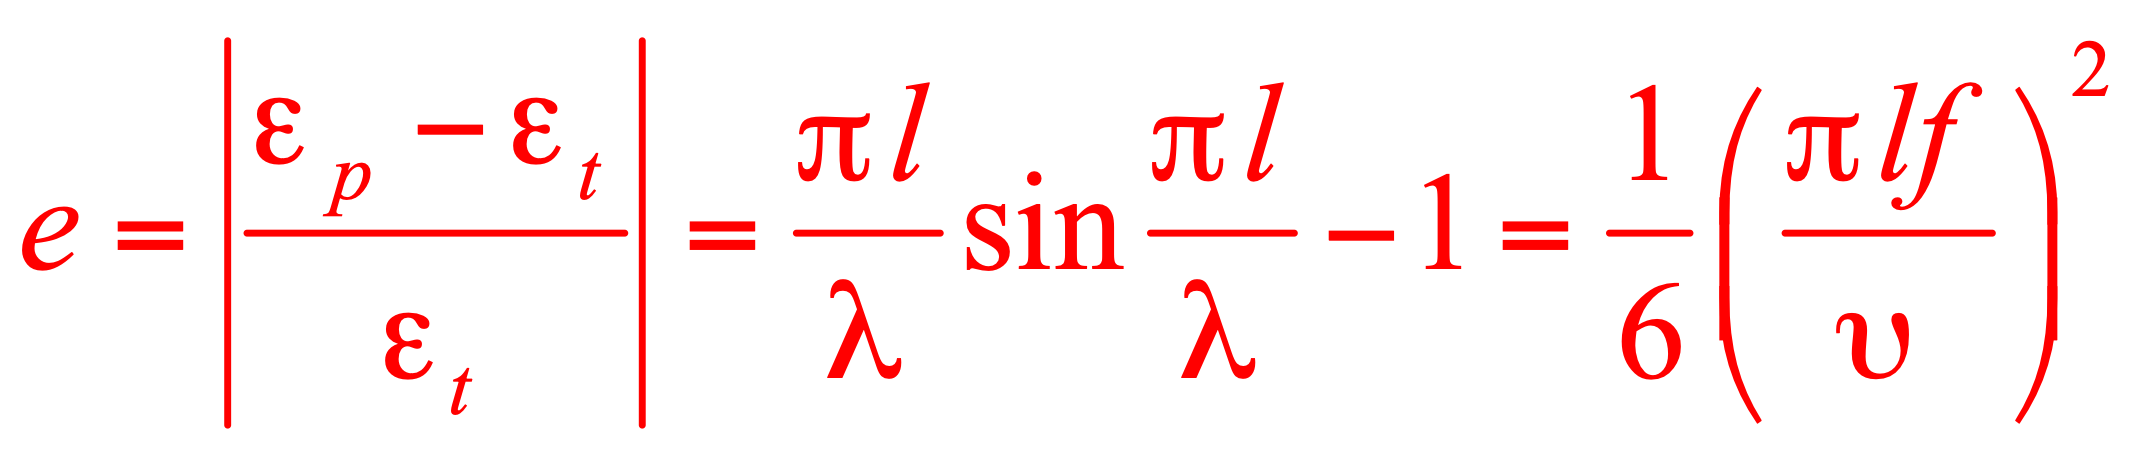 e = | (ε_p − ε_t) / ε_t | = (πl / λ) sin (πl / λ) − 1 = (1/6) (πlf / υ)²